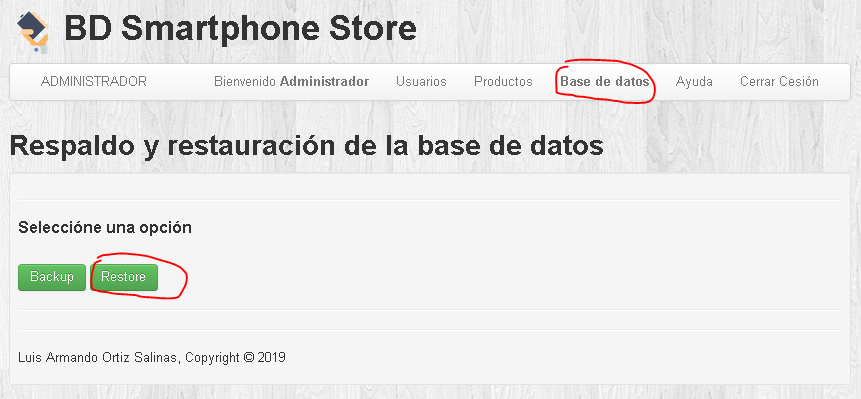 BD Smartphone Store
ADMINISTRADOR Bienvenido Administrador Usuarios Productos Base de datos Ayuda Cerrar Cesión
Respaldo y restauración de la base de datos
Seleccióne una opción
Backup Restore
Luis Armando Ortiz Salinas, Copyright © 2019